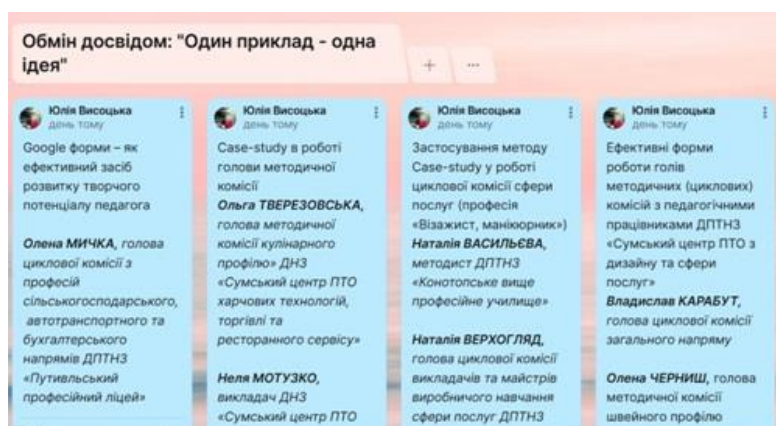 Обмін досвідом: "Один приклад - одна
ідея"
Юлія Висоцька
день тому
Google форми – як
ефективний засіб
розвитку творчого
потенціалу педагога
Олена МИЧКА, голова
циклової комісії з
професій
сільськогосподарського,
автотранспортного та
бухгалтерського
напрямів ДПТНЗ
«Путивльський
професійний ліцей»
Юлія Висоцька
день тому
Case-study в роботі
голови методичної
комісії
Ольга ТВЕРЕЗОВСЬКА,
голова методичної
комісії кулінарного
профілю» ДНЗ
«Сумський центр ПТО
харчових технологій,
торгівлі та
ресторанного сервісу»
Неля МОТУЗКО,
викладач ДНЗ
«Сумський центр ПТО
Юлія Висоцька
день тому
Застосування методу
Case-study у роботі
циклової комісії сфери
послуг (професія
«Візажист, манікюрник»)
Наталія ВАСИЛЬЄВА,
методист ДПТНЗ
«Конотопське вище
професійне училище»
Наталія ВЕРХОГЛЯД,
голова циклової комісії
викладачів та майстрів
виробничого навчання
сфери послуг ДПТНЗ
Юлія Висоцька
день тому
Ефективні форми
роботи голів
методичних (циклових)
комісій з педагогічними
працівниками ДПТНЗ
«Сумський центр ПТО з
дизайну та сфери
послуг»
Владислав КАРАБУТ,
голова циклової комісії
загального напряму
Олена ЧЕРНИШ, голова
методичної комісії
швейного профілю